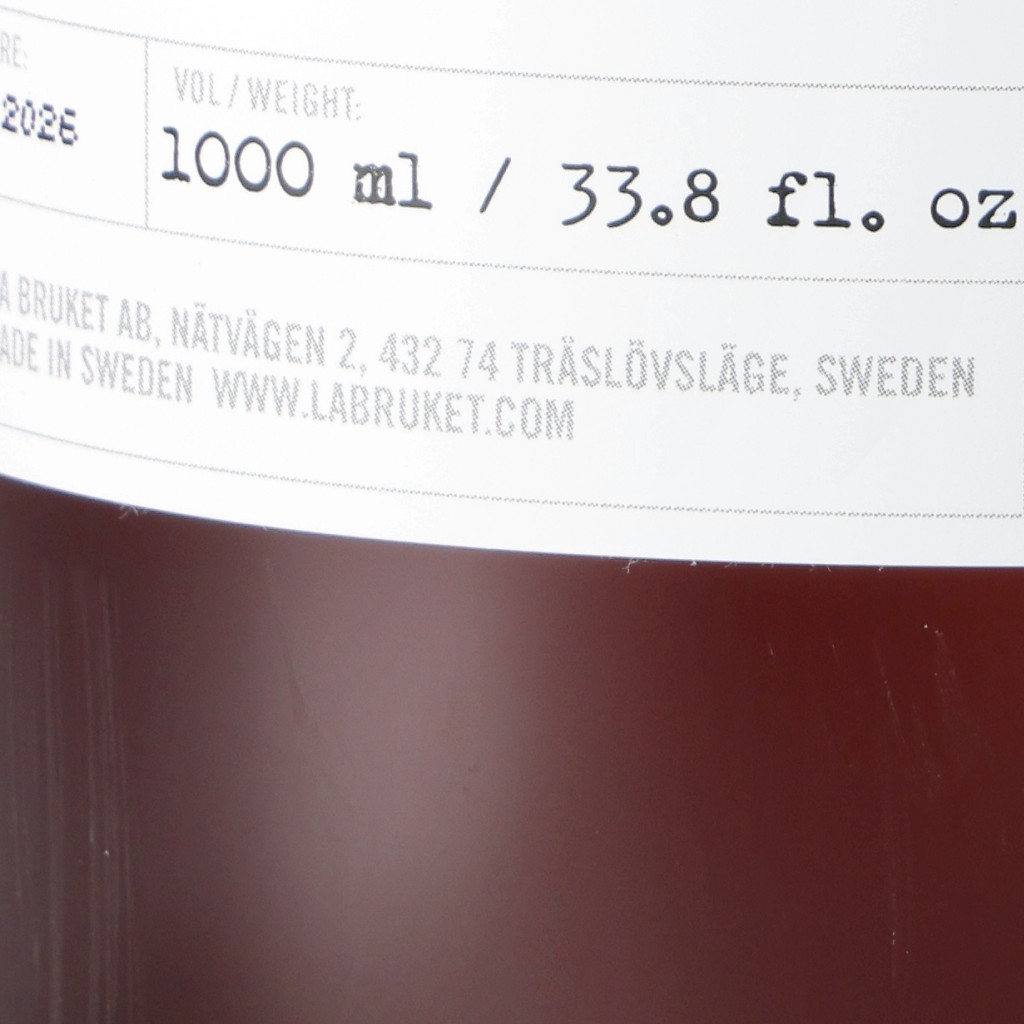 RE:
2026
VOL / WEIGHT:
1000 ml / 33.8 fl. oz
A BRUKET AB, NÄTVÄGEN 2, 432 74 TRÄSLÖVSLÄGE, SWEDEN
ADE IN SWEDEN WWW.LABRUKET.COM